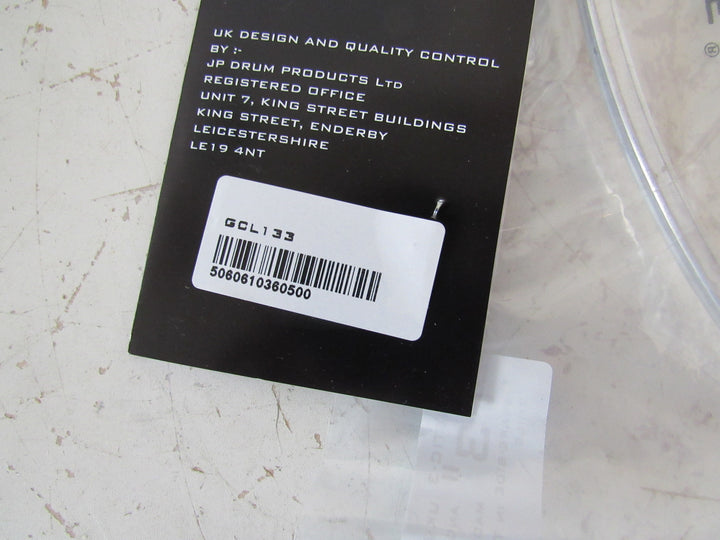 UK DESIGN AND QUALITY CONTROL
BY :-
JP DRUM PRODUCTS LTD
REGISTERED OFFICE
UNIT 7, KING STREET BUILDINGS
KING STREET, ENDERBY
LEICESTERSHIRE
LE19 4NT
GCL133
5060610360500
®